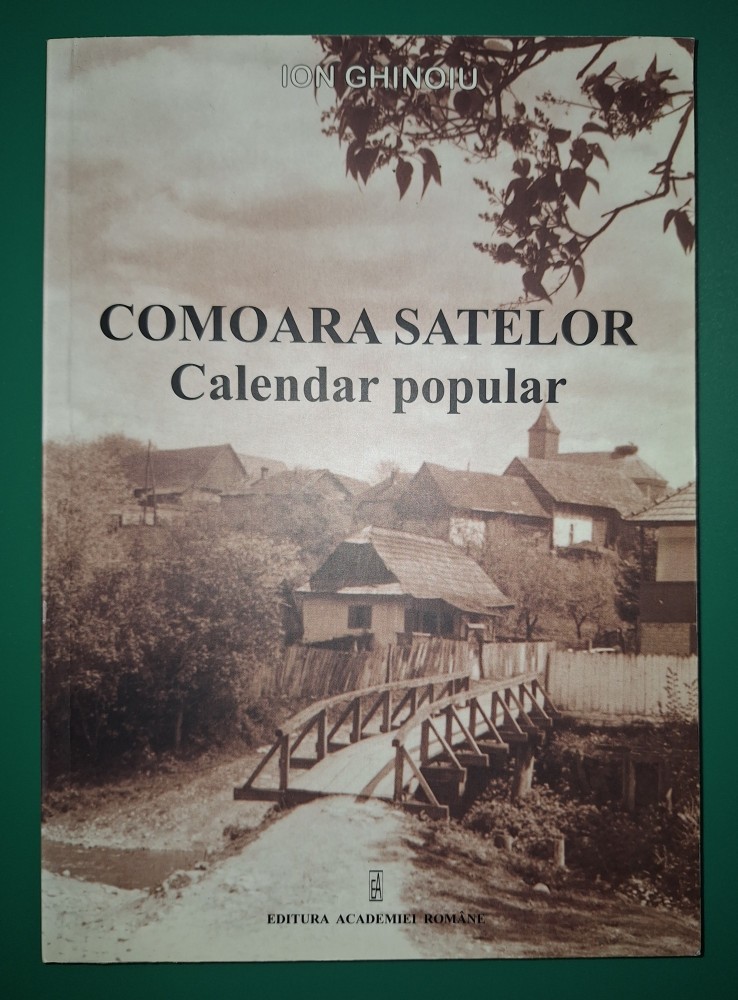 ION GHINOIU
COMOARA SATELOR
Calendar popular
EA
EDITURA ACADEMIEI ROMÂNE